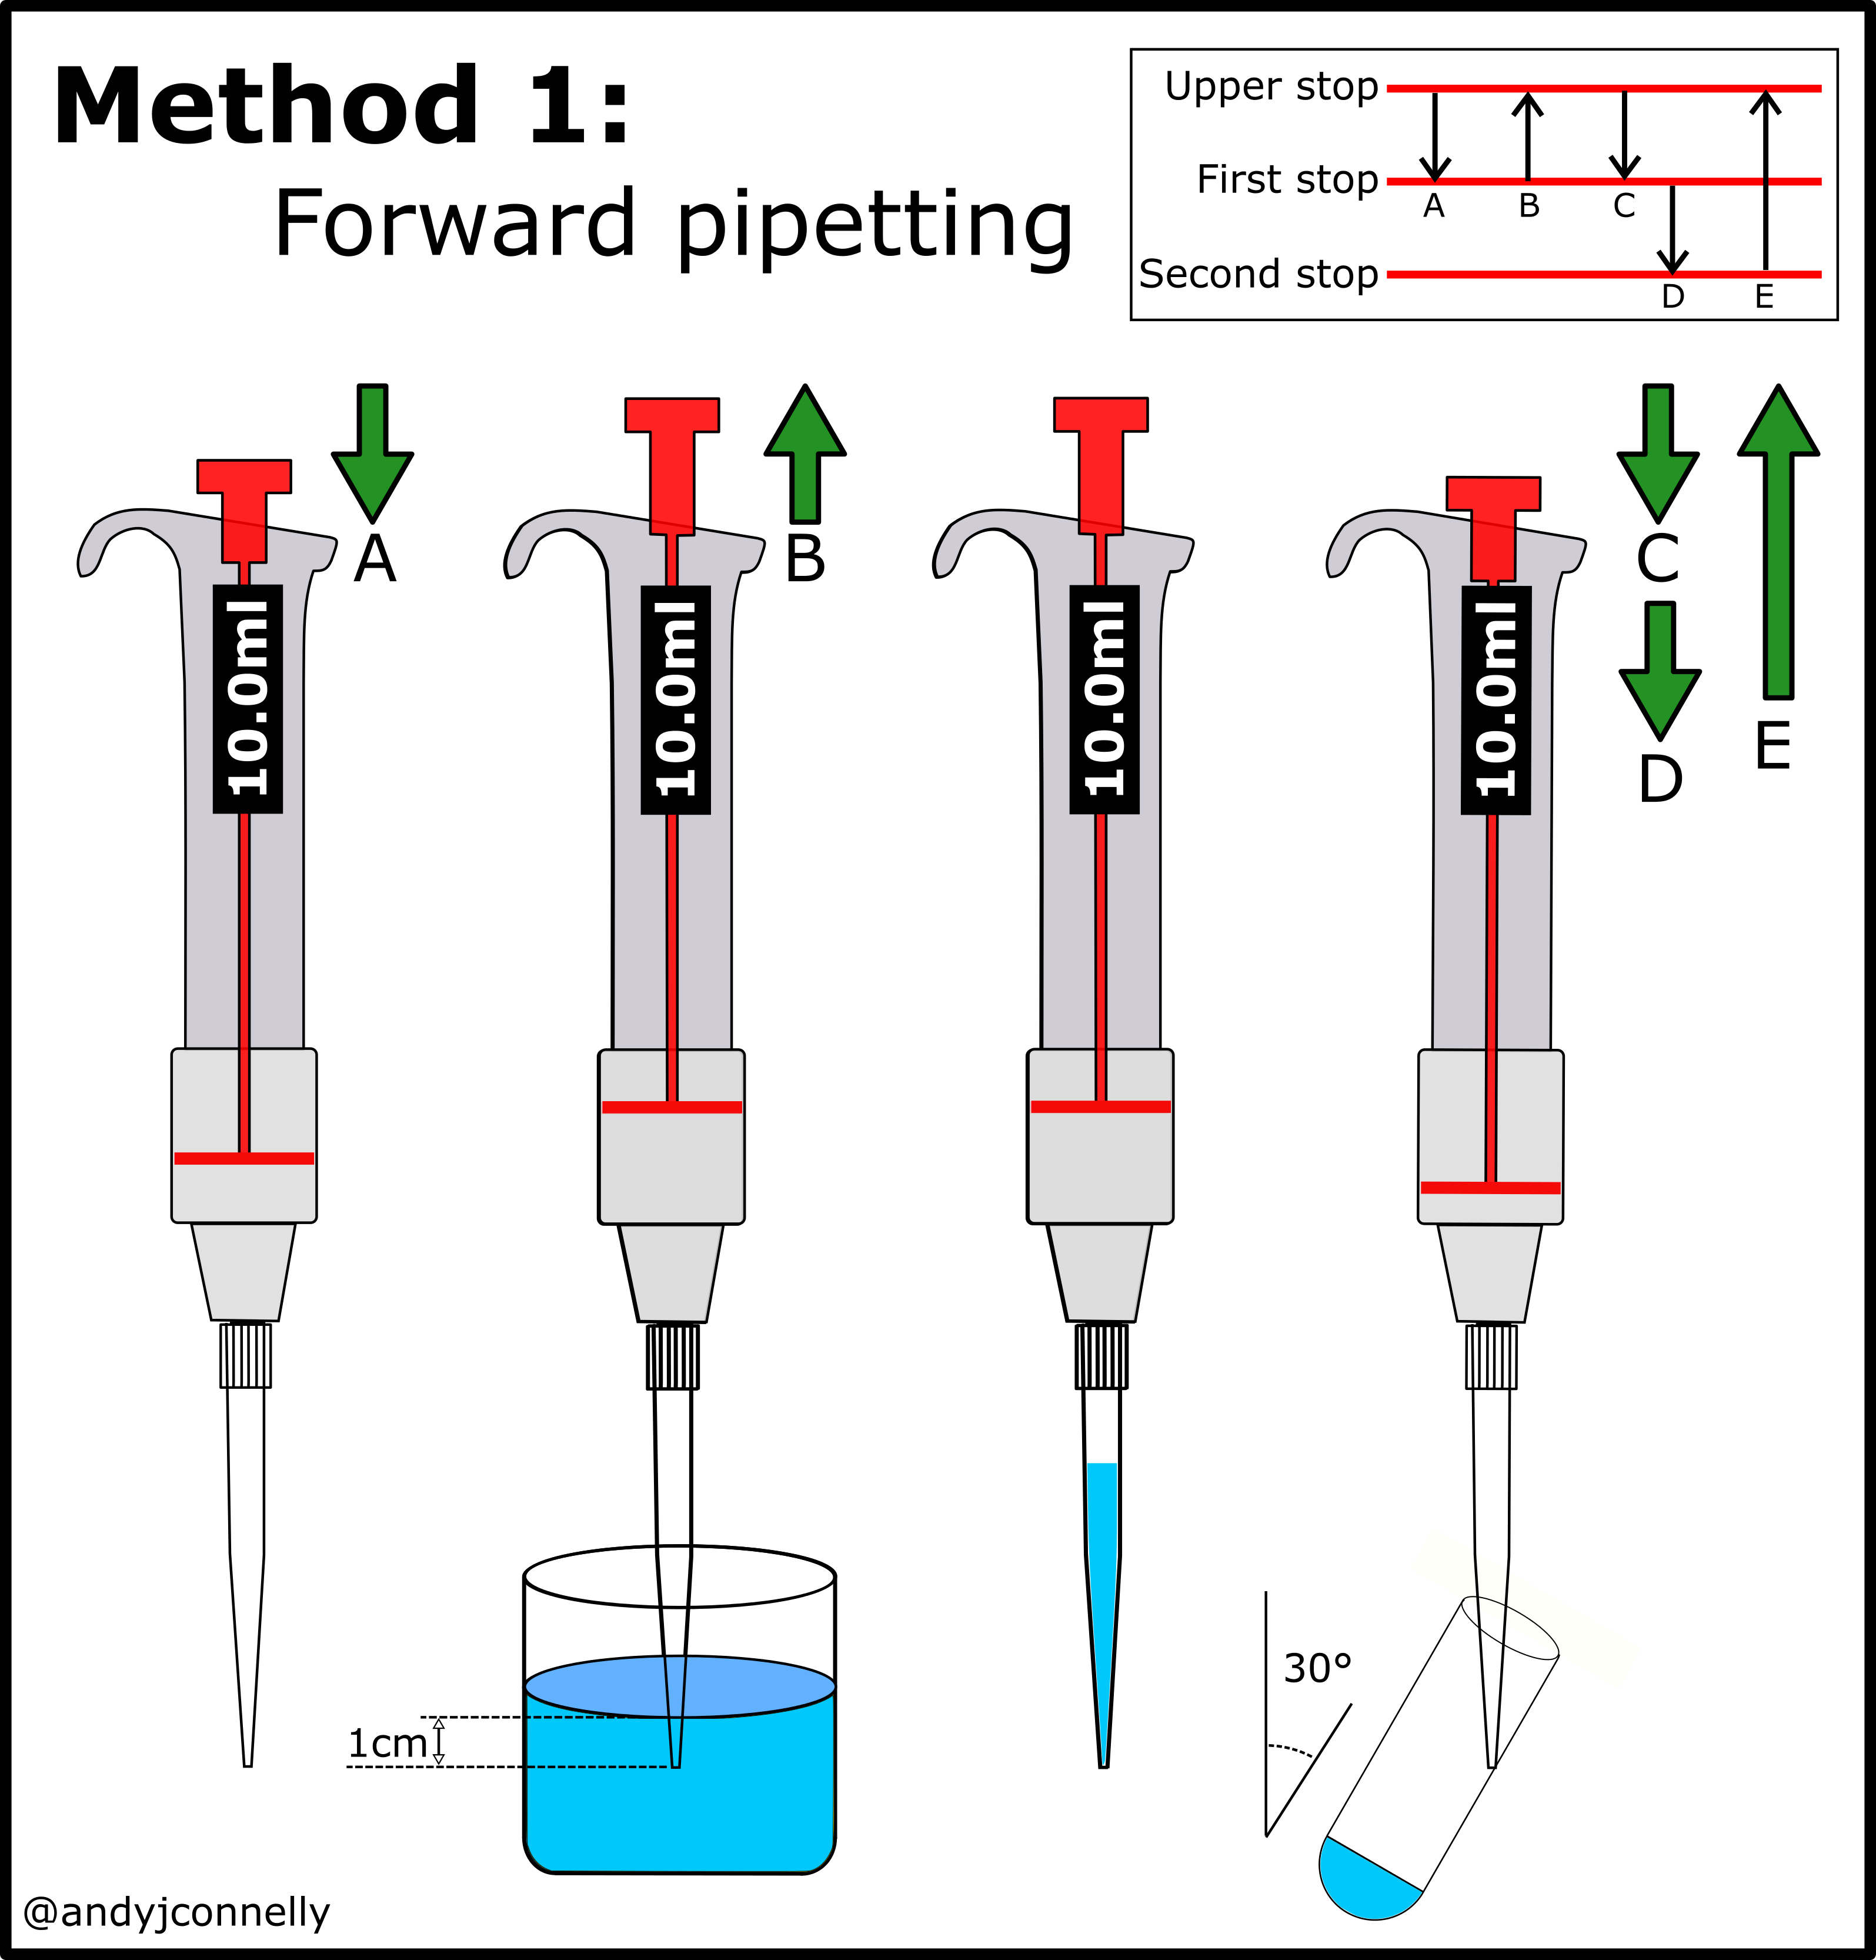 Method 1:
Forward pipetting
Upper stop
First stop
A B C
Second stop
D E
A
B
C
D
E
10.0ml
10.0ml
10.0ml
10.0ml
1cm
30°
@andyjconnelly